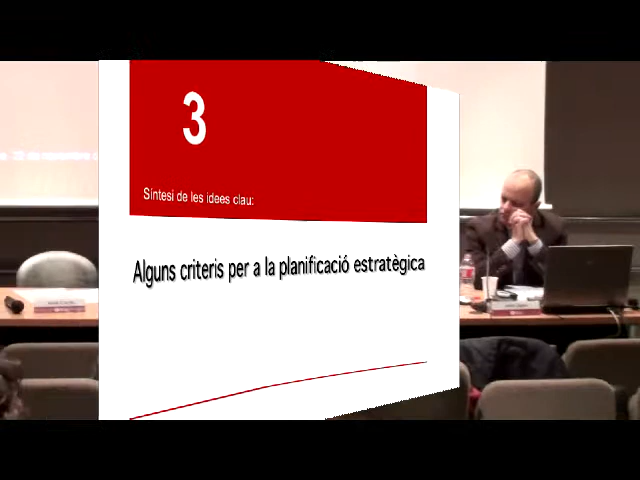 3
Síntesi de les idees clau:
Alguns criteris per a la planificació estratègica